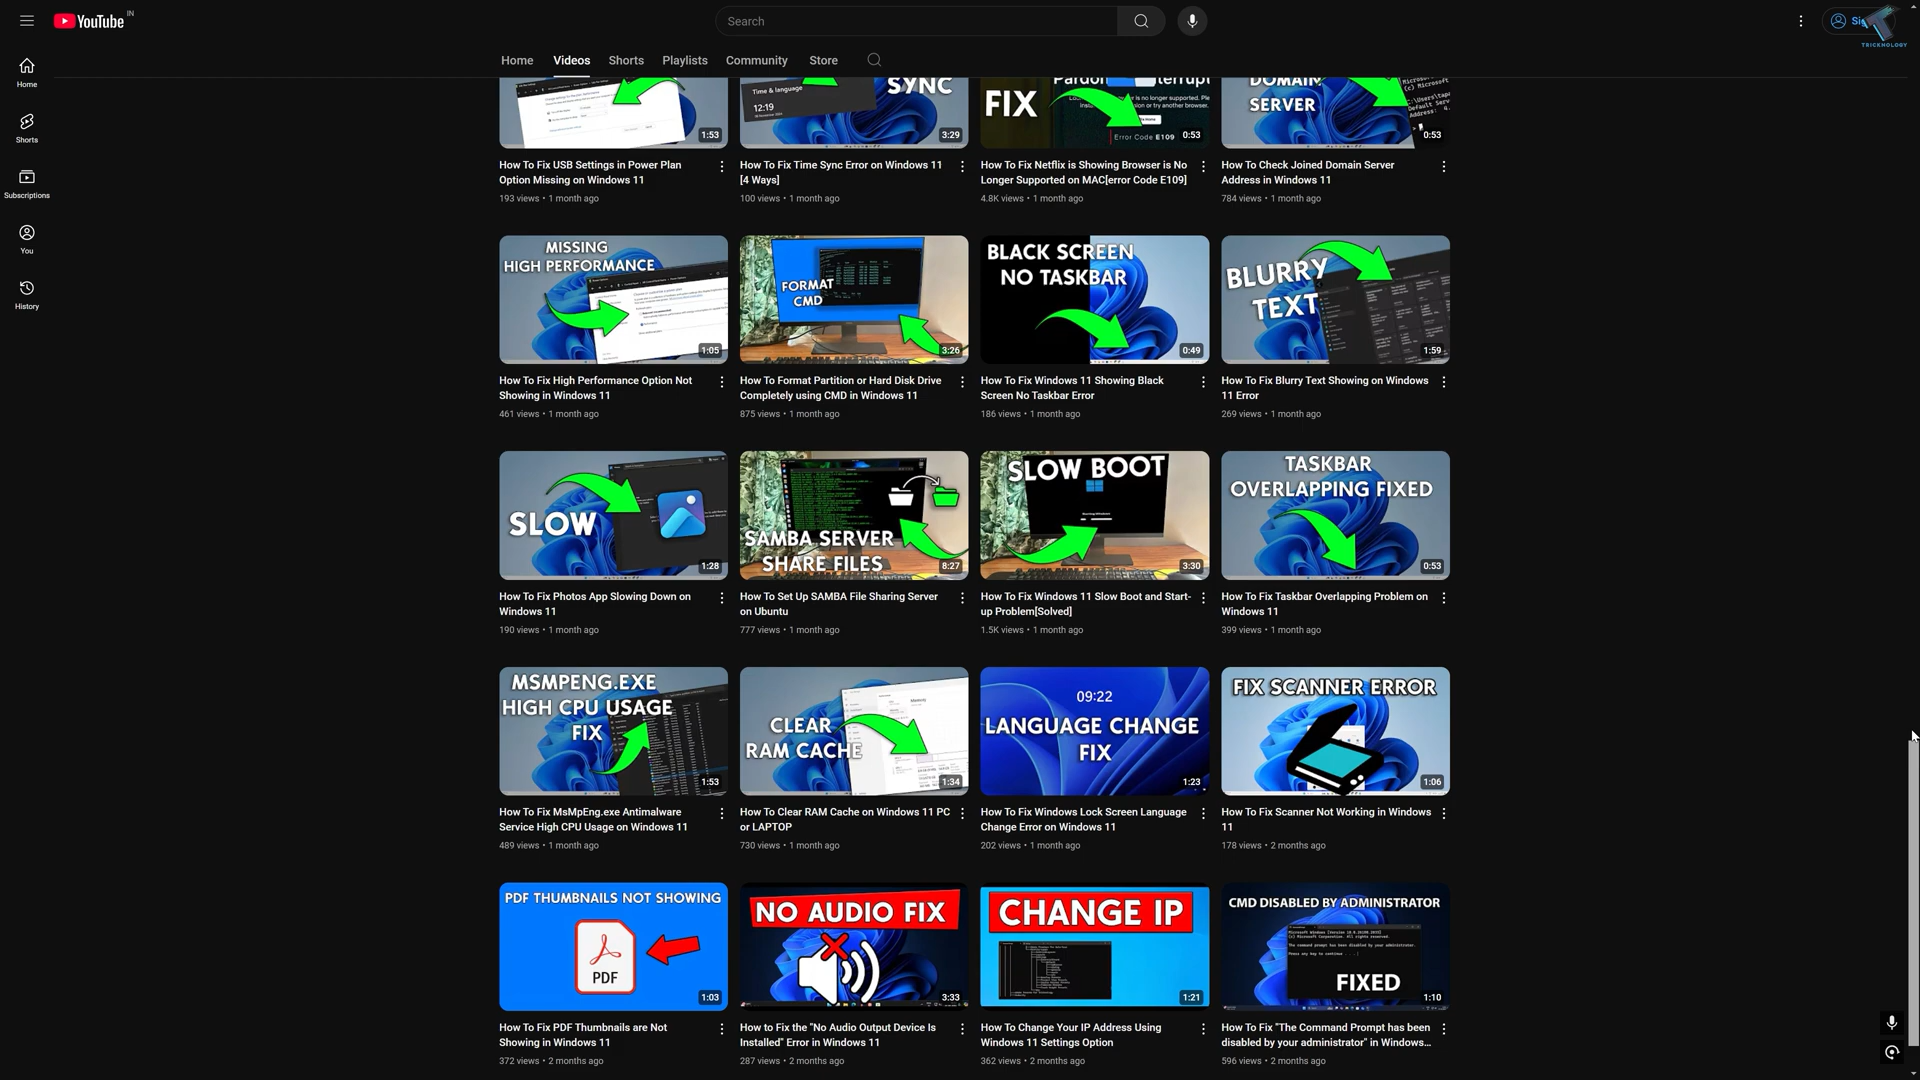 YouTube IN
Search
Sig
TRICKNOLOGY
Home
Videos
Shorts
Playlists
Community
Store
Home
Shorts
Subscriptions
You
History
1:53
How To Fix USB Settings in Power Plan
Option Missing on Windows 11
193 views • 1 month ago
SYNC
Time & language
12:19
3:29
How To Fix Time Sync Error on Windows 11
[4 Ways]
100 views • 1 month ago
Pardon
FIX
Error Code E109
0:53
How To Fix Netflix is Showing Browser is No
Longer Supported on MAC[error Code E109]
4.8K views • 1 month ago
DOMAIN
SERVER
0:53
How To Check Joined Domain Server
Address in Windows 11
784 views • 1 month ago
MISSING
HIGH PERFORMANCE
1:05
How To Fix High Performance Option Not
Showing in Windows 11
461 views • 1 month ago
FORMAT
CMD
3:26
How To Format Partition or Hard Disk Drive
Completely using CMD in Windows 11
875 views • 1 month ago
BLACK SCREEN
NO TASKBAR
0:49
How To Fix Windows 11 Showing Black
Screen No Taskbar Error
186 views • 1 month ago
BLURRY
TEXT
1:59
How To Fix Blurry Text Showing on Windows
11 Error
269 views • 1 month ago
SLOW
1:28
How To Fix Photos App Slowing Down on
Windows 11
190 views • 1 month ago
SAMBA SERVER
SHARE FILES
8:27
How To Set Up SAMBA File Sharing Server
on Ubuntu
777 views • 1 month ago
SLOW BOOT
3:30
How To Fix Windows 11 Slow Boot and Start-
up Problem[Solved]
1.5K views • 1 month ago
TASKBAR
OVERLAPPING FIXED
0:53
How To Fix Taskbar Overlapping Problem on
Windows 11
399 views • 1 month ago
MSMPENG.EXE
HIGH CPU USAGE
FIX
1:53
How To Fix MsMpEng.exe Antimalware
Service High CPU Usage on Windows 11
489 views • 1 month ago
CLEAR
RAM CACHE
1:34
How To Clear RAM Cache on Windows 11 PC
or LAPTOP
730 views • 1 month ago
09:22
LANGUAGE CHANGE
FIX
1:23
How To Fix Windows Lock Screen Language
Change Error on Windows 11
202 views • 1 month ago
FIX SCANNER ERROR
1:06
How To Fix Scanner Not Working in Windows
11
178 views • 2 months ago
PDF THUMBNAILS NOT SHOWING
PDF
1:03
How To Fix PDF Thumbnails are Not
Showing in Windows 11
372 views • 2 months ago
NO AUDIO FIX
3:33
How to Fix the "No Audio Output Device Is
Installed" Error in Windows 11
287 views • 2 months ago
CHANGE IP
1:21
How To Change Your IP Address Using
Windows 11 Settings Option
362 views • 2 months ago
CMD DISABLED BY ADMINISTRATOR
FIXED
1:10
How To Fix "The Command Prompt has been
disabled by your administrator" in Windows...
596 views • 2 months ago